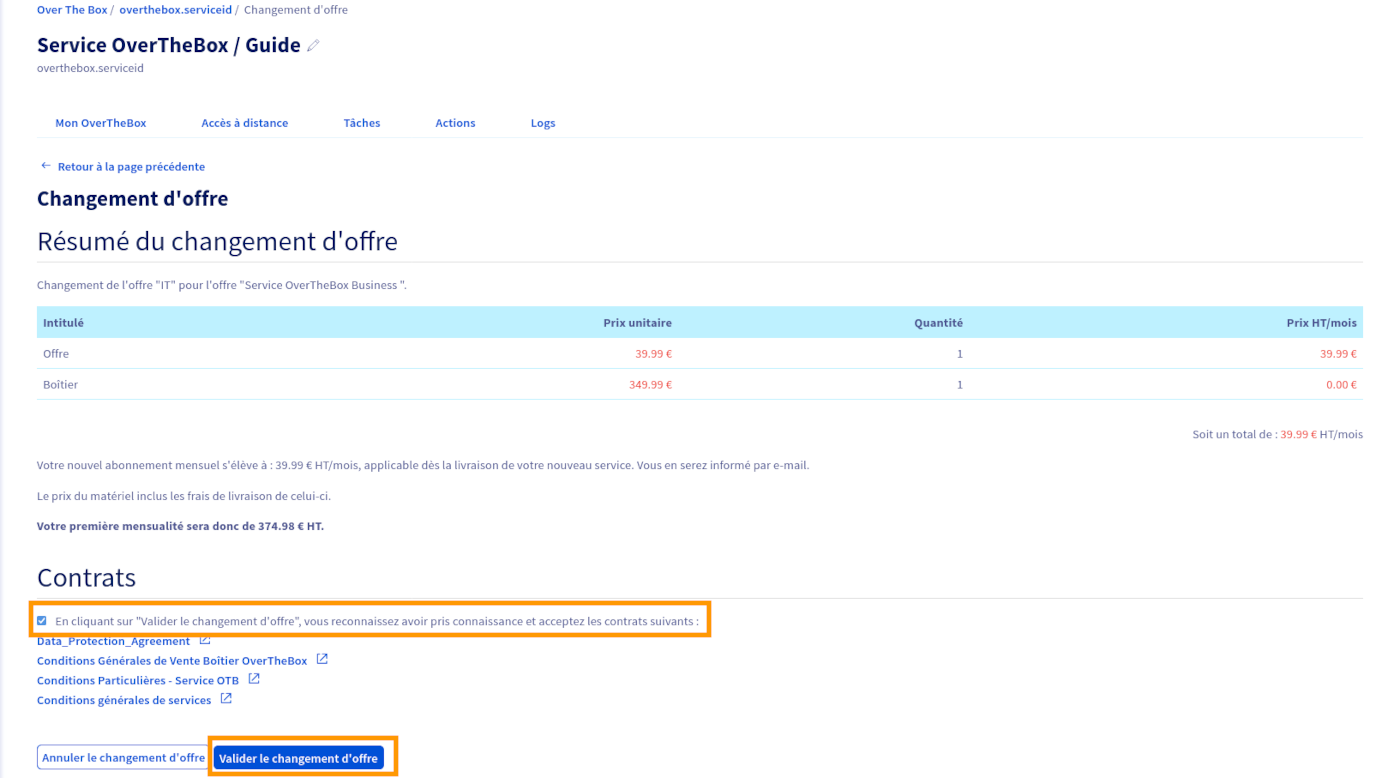 Over The Box / overthebox.serviceid / Changement d'offre
Service OverTheBox / Guide
overthebox.serviceid
Mon OverTheBox Accès à distance Tâches Actions Logs
← Retour à la page précédente
Changement d'offre
Résumé du changement d'offre
Changement de l'offre "IT" pour l'offre "Service OverTheBox Business ".
Intitulé Prix unitaire Quantité Prix HT/mois
Offre 39.99 € 1 39.99 €
Boîtier 349.99 € 1 0.00 €
Soit un total de : 39.99 € HT/mois
Votre nouvel abonnement mensuel s'élève à : 39.99 € HT/mois, applicable dès la livraison de votre nouveau service. Vous en serez informé par e-mail.
Le prix du matériel inclus les frais de livraison de celui-ci.
Votre première mensualité sera donc de 374.98 € HT.
Contrats
En cliquant sur "Valider le changement d'offre", vous reconnaissez avoir pris connaissance et acceptez les contrats suivants :
Data_Protection_Agreement
Conditions Générales de Vente Boîtier OverTheBox
Conditions Particulières - Service OTB
Conditions générales de services
Annuler le changement d'offre Valider le changement d'offre